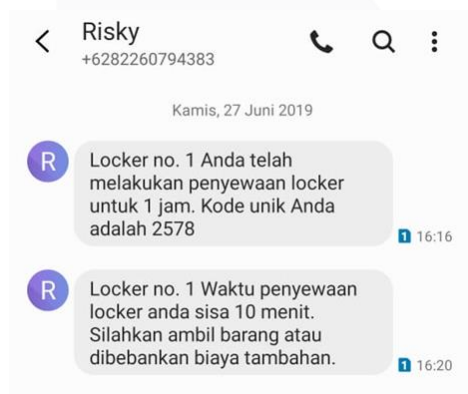 Risky
+6282260794383
Kamis, 27 Juni 2019
R
Locker no. 1 Anda telah
melakukan penyewaan locker
untuk 1 jam. Kode unik Anda
adalah 2578
1 16:16
R
Locker no. 1 Waktu penyewaan
locker anda sisa 10 menit.
Silahkan ambil barang atau
dibebankan biaya tambahan.
1 16:20